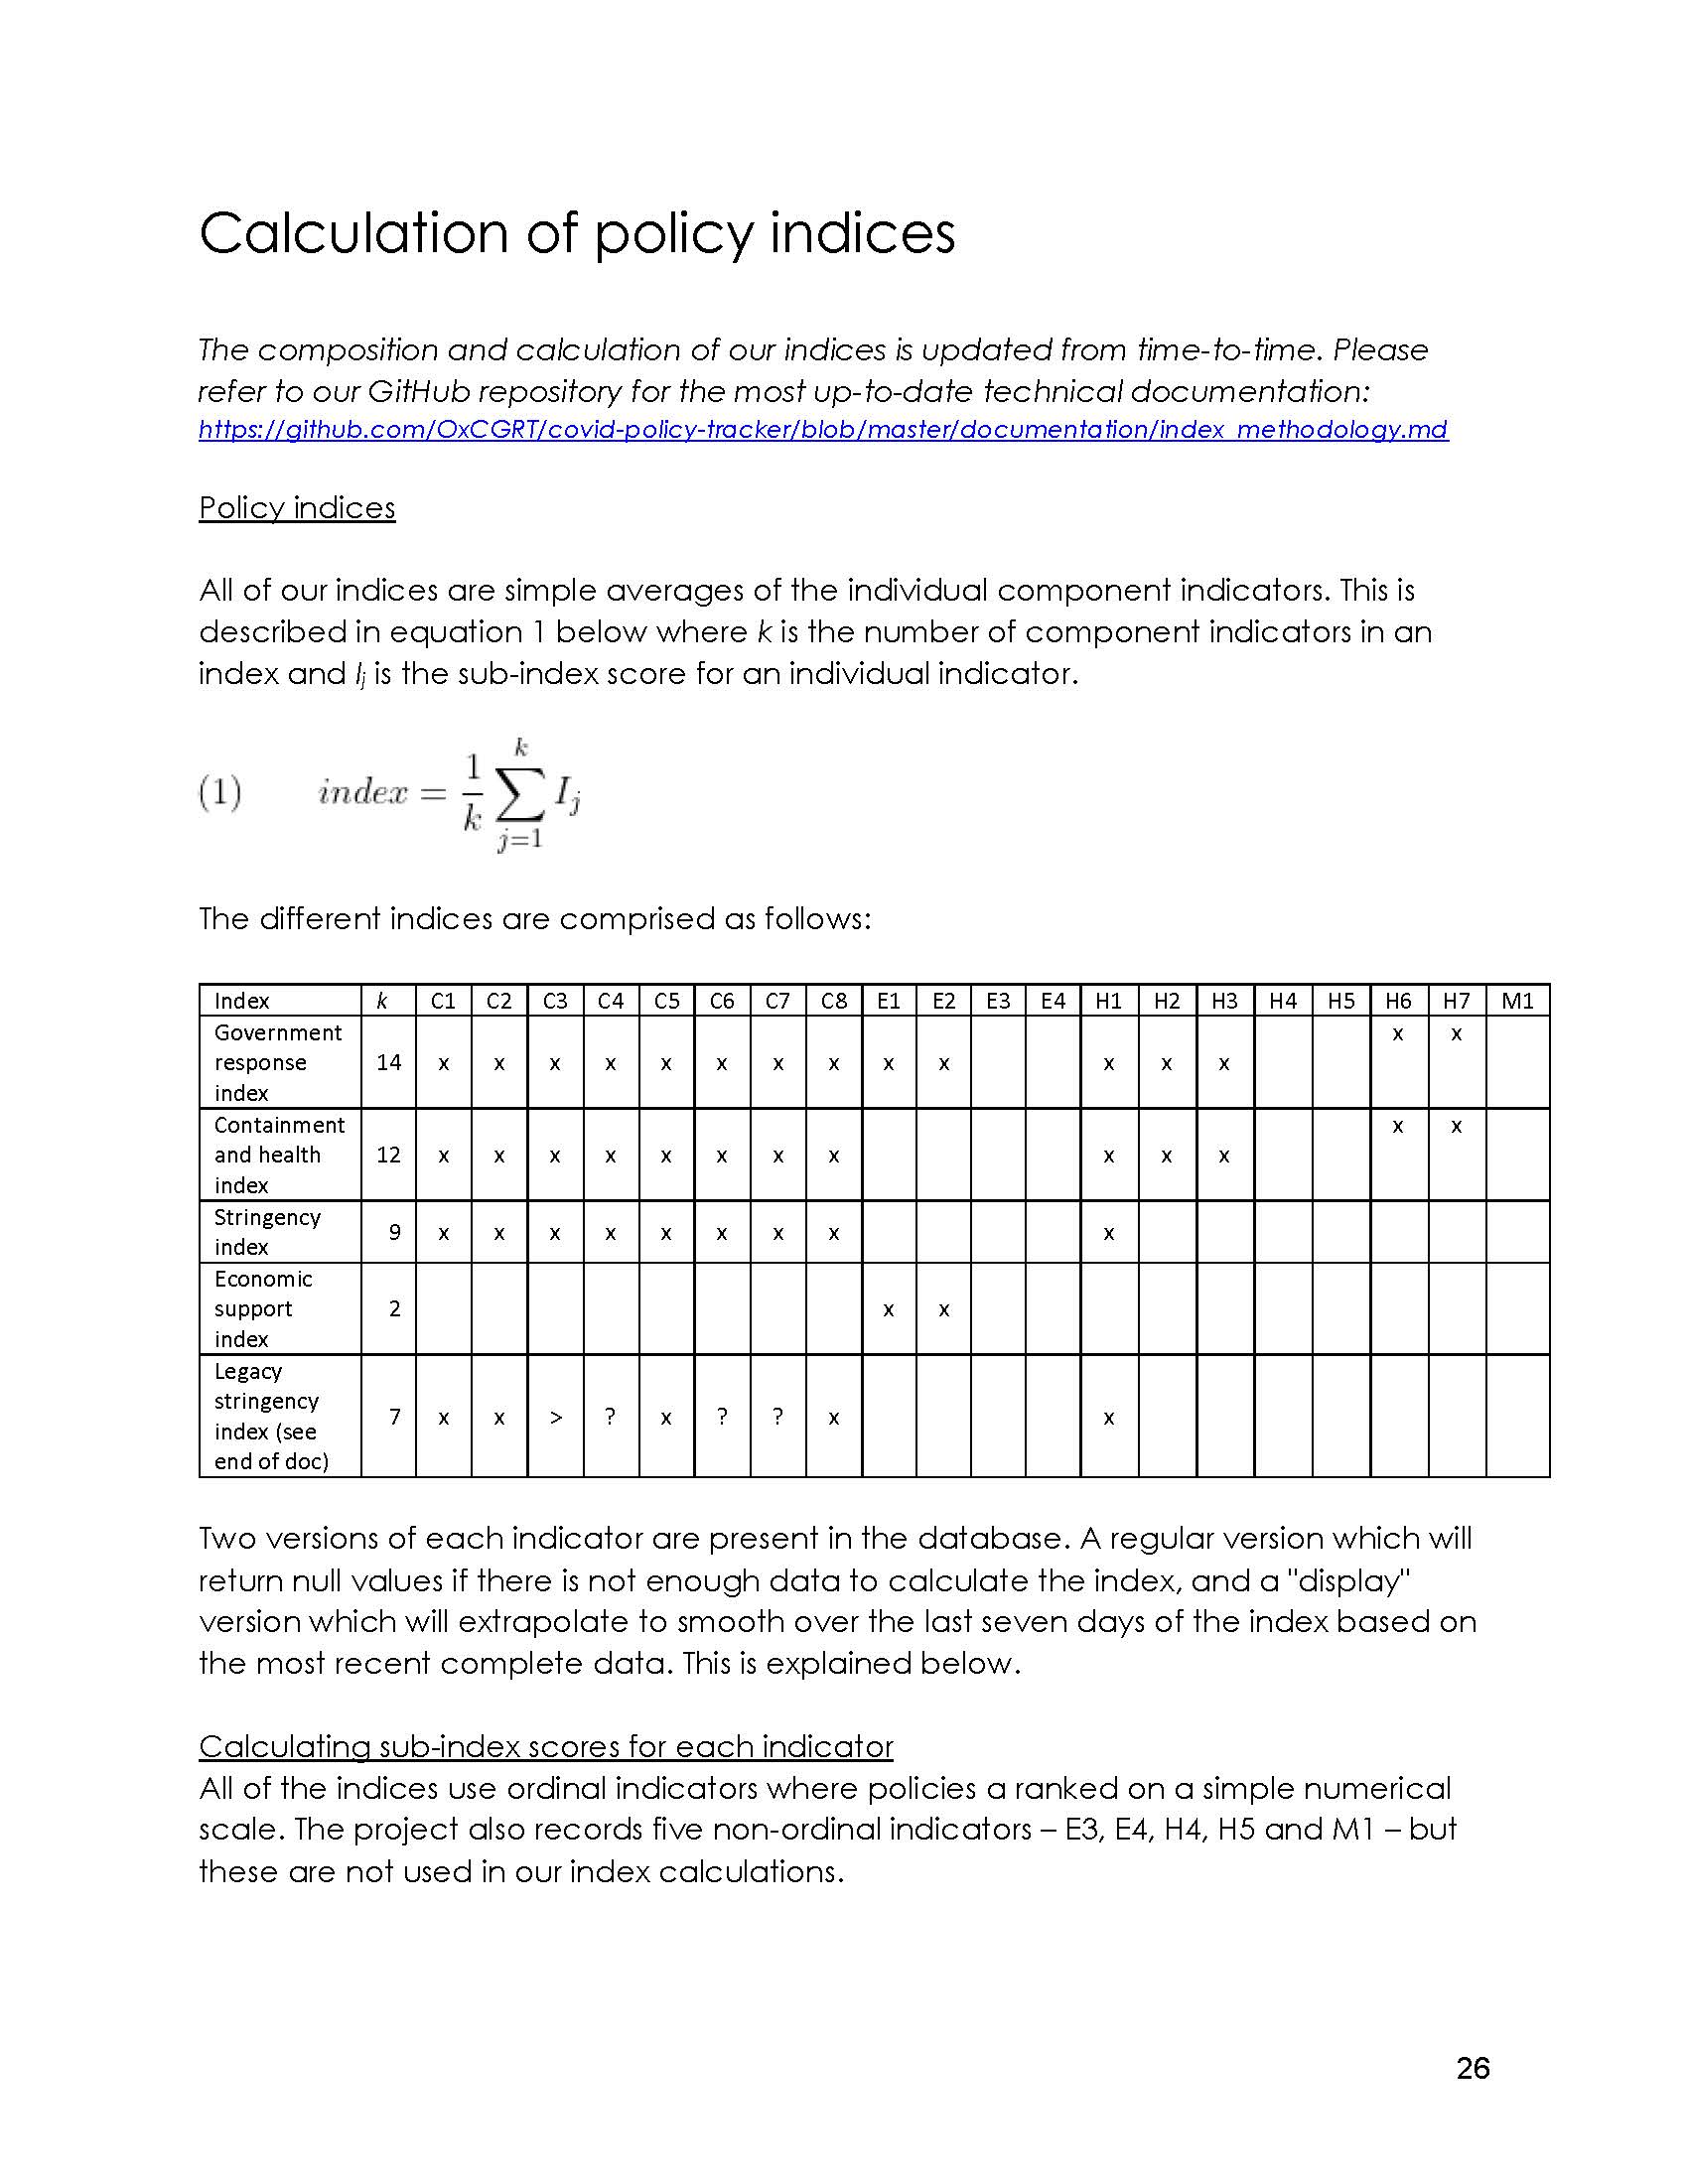 Calculation of policy indices
The composition and calculation of our indices is updated from time-to-time. Please
refer to our GitHub repository for the most up-to-date technical documentation:
https://github.com/OxCGRT/covid-policy-tracker/blob/master/documentation/index_methodology.md
Policy indices
All of our indices are simple averages of the individual component indicators. This is
described in equation 1 below where k is the number of component indicators in an
index and Ij is the sub-index score for an individual indicator.
(1) index = 1/k ∑_{j=1}^{k} I_j
The different indices are comprised as follows:
Index k C1 C2 C3 C4 C5 C6 C7 C8 E1 E2 E3 E4 H1 H2 H3 H4 H5 H6 H7 M1
Government x x
response 14 x x x x x x x x x x x x x
index
Containment x x
and health 12 x x x x x x x x x x x
index
Stringency
index 9 x x x x x x x x x
Economic
support 2 x x
index
Legacy
stringency
index (see 7 x x > ? x ? ? x x
end of doc)
Two versions of each indicator are present in the database. A regular version which will
return null values if there is not enough data to calculate the index, and a "display"
version which will extrapolate to smooth over the last seven days of the index based on
the most recent complete data. This is explained below.
Calculating sub-index scores for each indicator
All of the indices use ordinal indicators where policies a ranked on a simple numerical
scale. The project also records five non-ordinal indicators – E3, E4, H4, H5 and M1 – but
these are not used in our index calculations.
26